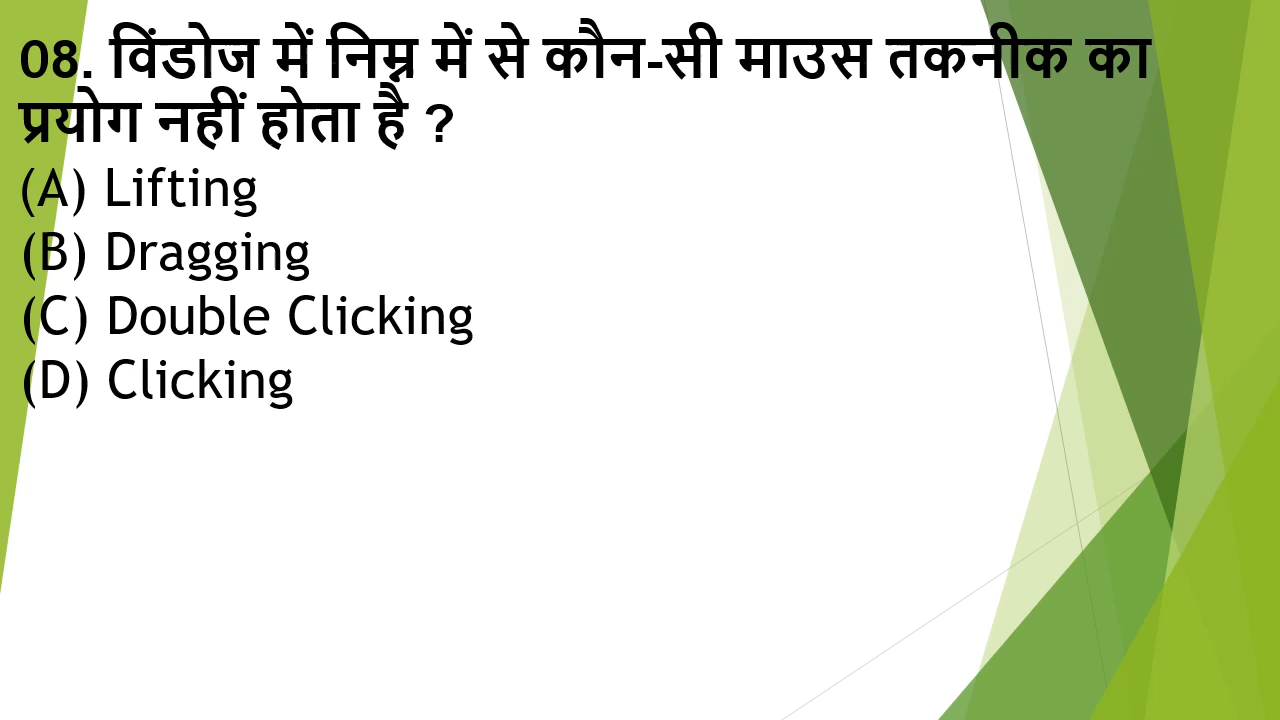 08. विंडोज में निम्न में से कौन-सी माउस तकनीक का
प्रयोग नहीं होता है ?
(A) Lifting
(B) Dragging
(C) Double Clicking
(D) Clicking